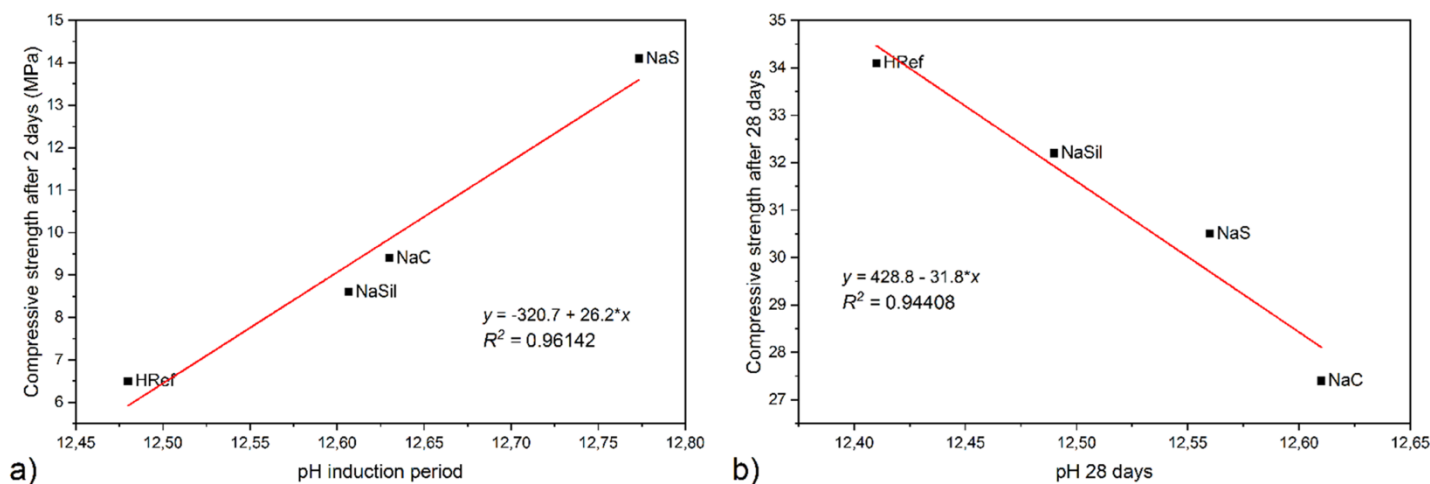 Compressive strength after 2 days (MPa)
15
14
13
12
11
10
9
8
7
6
NaS
NaC
NaSil
HRef
y = -320.7 + 26.2*x
R² = 0.96142
12,45 12,50 12,55 12,60 12,65 12,70 12,75 12,80
pH induction period
a)
Compressive strength after 28 days
35
34
33
32
31
30
29
28
27
HRef
NaSil
NaS
y = 428.8 - 31.8*x
R² = 0.94408
NaC
12,40 12,45 12,50 12,55 12,60 12,65
pH 28 days
b)